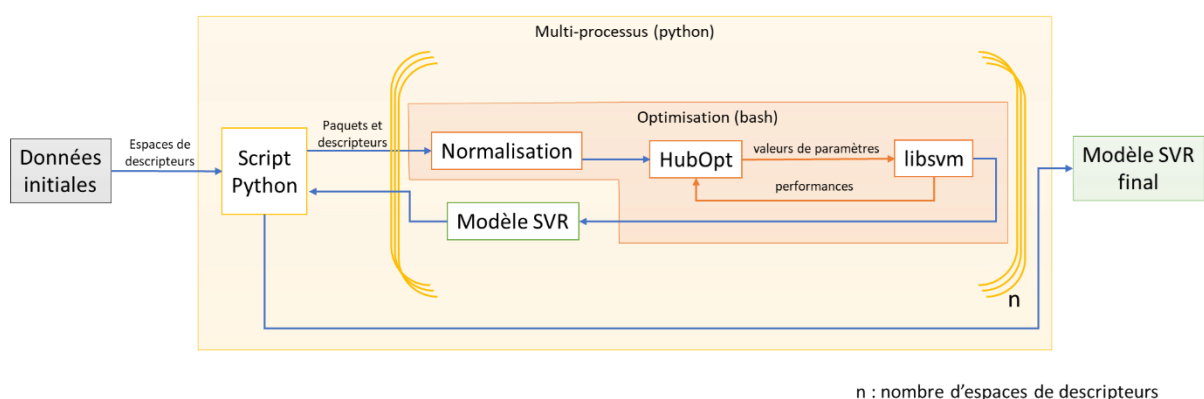 Multi-processus (python)
Optimisation (bash)
Données
initiales
Espaces de
descripteurs
Script
Python
Paquets et
descripteurs
Normalisation
HubOpt
valeurs de paramètres
performances
libsvm
Modèle SVR
Modèle SVR
final
n
n : nombre d'espaces de descripteurs